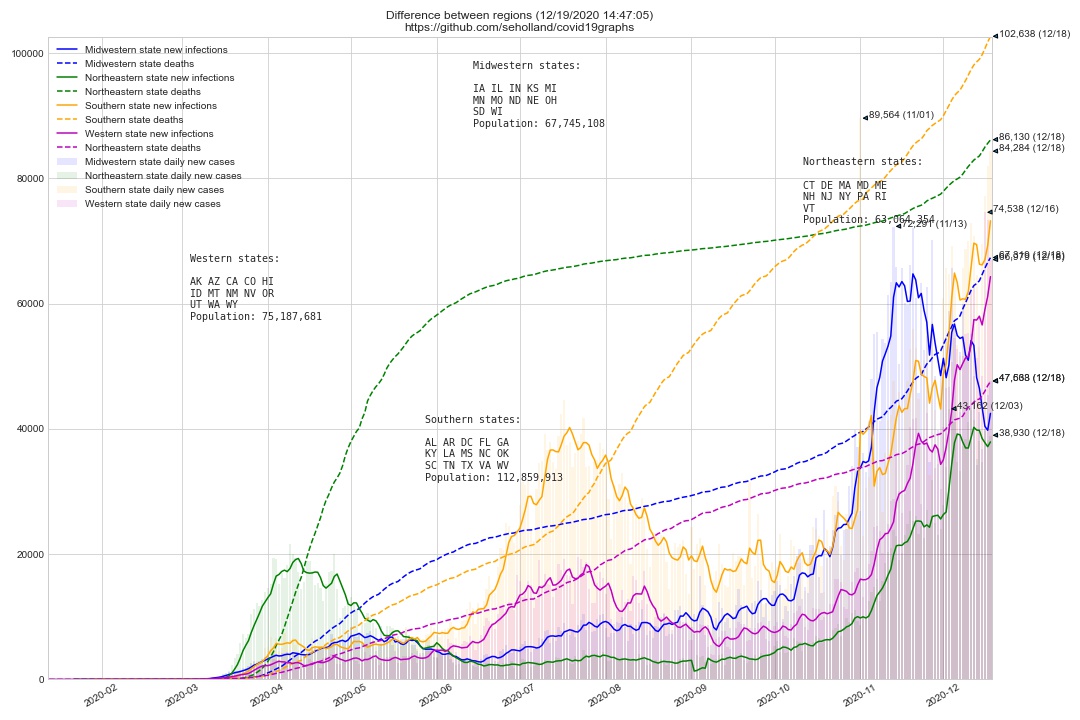 Difference between regions (12/19/2020 14:47:05)
https://github.com/seholland/covid19graphs
100000
80000
60000
40000
20000
0
Midwestern state new infections
Midwestern state deaths
Northeastern state new infections
Northeastern state deaths
Southern state new infections
Southern state deaths
Western state new infections
Northeastern state deaths
Midwestern state daily new cases
Northeastern state daily new cases
Southern state daily new cases
Western state daily new cases
Midwestern states:
IA IL IN KS MI
MN MO ND NE OH
SD WI
Population: 67,745,108
Northeastern states:
CT DE MA MD ME
NH NJ NY PA RI
VT
Population: 63,064,354
Western states:
AK AZ CA CO HI
ID MT NM NV OR
UT WA WY
Population: 75,187,681
Southern states:
AL AR DC FL GA
KY LA MS NC OK
SC TN TX VA WV
Population: 112,859,913
102,638 (12/18)
89,564 (11/01)
86,130 (12/18)
84,284 (12/18)
74,538 (12/16)
72,291 (11/13)
(12/18)
(12/18)
43,162 (12/03)
38,930 (12/18)
2020-02
2020-03
2020-04
2020-05
2020-06
2020-07
2020-08
2020-09
2020-10
2020-11
2020-12